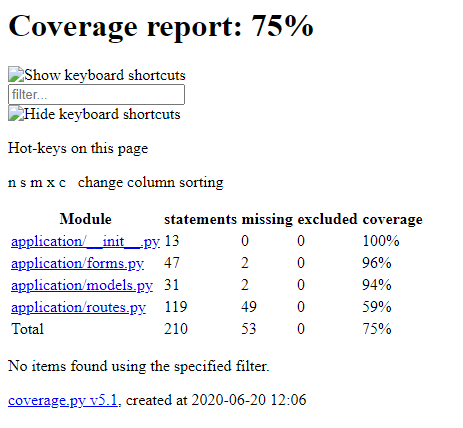 Coverage report: 75%
Show keyboard shortcuts
filter...
Hide keyboard shortcuts
Hot-keys on this page
n s m x c change column sorting
Module statements missing excluded coverage
application/__init__.py 13 0 0 100%
application/forms.py 47 2 0 96%
application/models.py 31 2 0 94%
application/routes.py 119 49 0 59%
Total 210 53 0 75%
No items found using the specified filter.
coverage.py v5.1, created at 2020-06-20 12:06